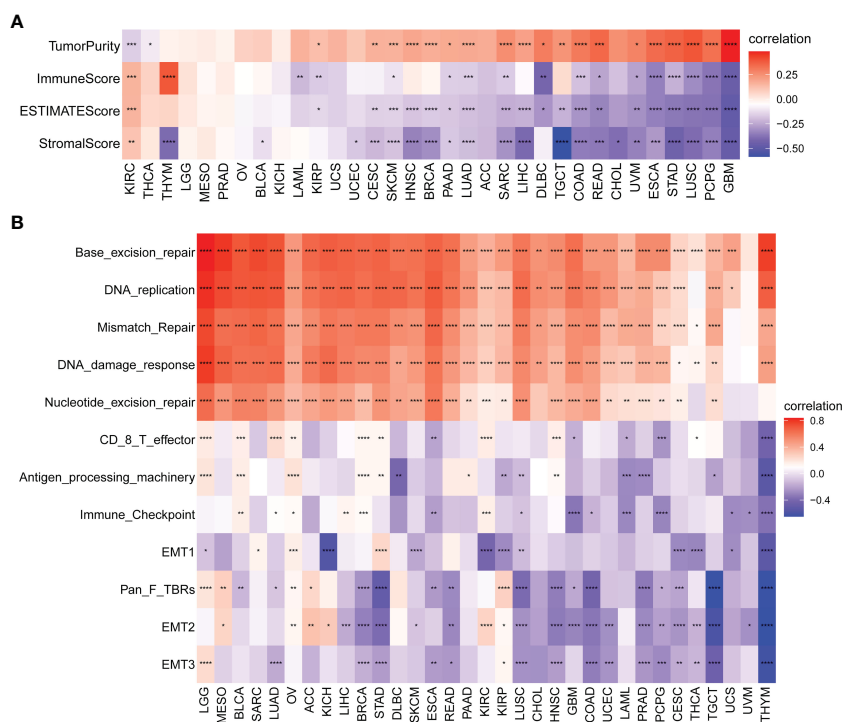 A
TumorPurity
ImmuneScore
ESTIMATEScore
StromalScore
correlation
0.25
0.00
−0.25
−0.50
KIRC THCA THYM LGG MESO PRAD OV BLCA KICH LAML KIRP UCS UCEC CESC SKCM HNSC BRCA PAAD LUAD ACC SARC LIHC DLBC TGCT COAD READ CHOL UVM ESCA STAD LUSC PCPG GBM
B
Base_excision_repair
DNA_replication
Mismatch_Repair
DNA_damage_response
Nucleotide_excision_repair
CD_8_T_effector
Antigen_processing_machinery
Immune_Checkpoint
EMT1
Pan_F_TBRs
EMT2
EMT3
correlation
0.8
0.4
0.0
−0.4
LGG MESO BLCA SARC LUAD OV ACC KICH LIHC BRCA STAD DLBC SKCM ESCA READ PAAD KIRC KIRP LUSC CHOL HNSC GBM COAD UCEC LAML PRAD PCPG CESC THCA TGCT UCS UVM THYM